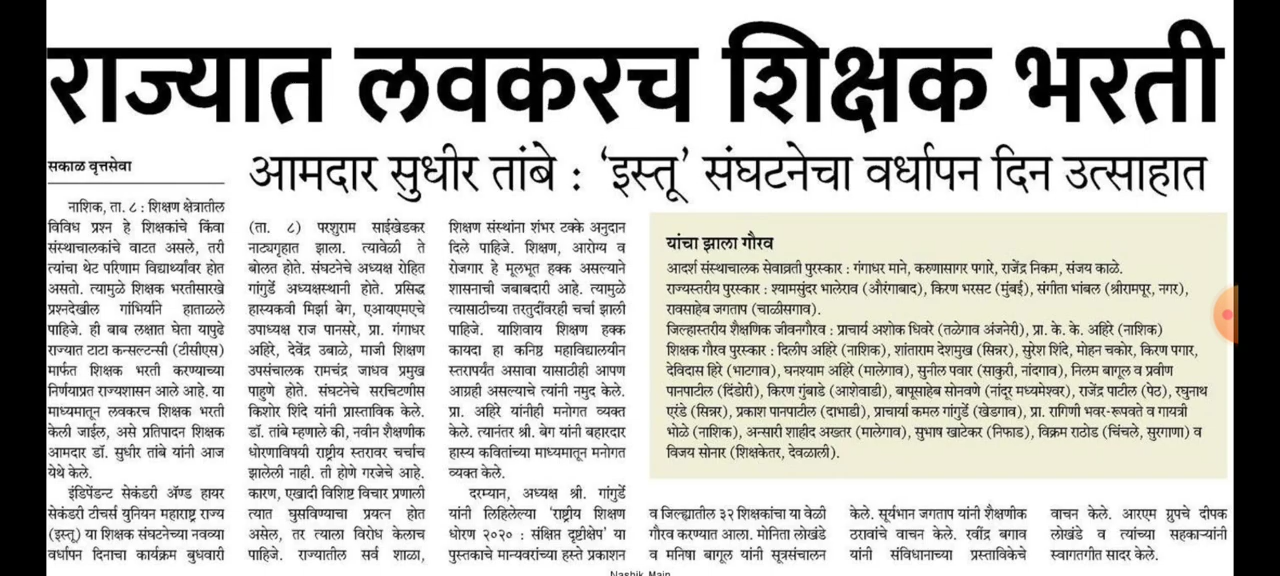 राज्यात लवकरच शिक्षक भरती
आमदार सुधीर तांबे : ‘इस्तू’ संघटनेचा वर्धापन दिन उत्साहात
सकाळ वृत्तसेवा
नाशिक, ता. ८ : शिक्षण क्षेत्रातील
विविध प्रश्न हे शिक्षकांचे किंवा
संस्थाचालकांचे वाटत असले, तरी
त्यांचा थेट परिणाम विद्यार्थ्यांवर होत
असतो. त्यामुळे शिक्षक भरतीसारखे
प्रश्नदेखील गांभियनि हाताळले
पाहिजे. ही बाब लक्षात घेता यापुढे
राज्यात टाटा कन्सल्टन्सी (टीसीएस)
मार्फत शिक्षक भरती करण्याच्या
निर्णयाप्रत राज्यशासन आले आहे. या
माध्यमातून लवकरच शिक्षक भरती
केली जाईल, असे प्रतिपादन शिक्षक
आमदार डॉ. सुधीर तांबे यांनी आज
येथे केले.
इंडिपेंडन्ट सेकंडरी ॲण्ड हायर
सेकंडरी टीचर्स युनियन महाराष्ट्र राज्य
(इस्तू) या शिक्षक संघटनेच्या नवव्या
वर्धापन दिनाचा कार्यक्रम बुधवारी
(ता. ८) परशुराम साईखेडकर
नाट्यगृहात झाला. त्यावेळी ते
बोलत होते. संघटनेचे अध्यक्ष रोहित
गांगुर्डे अध्यक्षस्थानी होते. प्रसिद्ध
हास्यकवी मिर्झा बेग, एआयएमएचे
उपाध्यक्ष राज पानसरे, प्रा. गंगाधर
अहिरे, देवेंद्र उबाळे, माजी शिक्षण
उपसंचालक रामचंद्र जाधव प्रमुख
पाहुणे होते. संघटनेचे सरचिटणीस
किशोर शिंदे यांनी प्रास्ताविक केले.
डॉ. तांबे म्हणाले की, नवीन शैक्षणीक
धोरणाविषयी राष्ट्रीय स्तरावर चर्चाच
झालेली नाही. ती होणे गरजेचे आहे.
कारण, एखादी विशिष्ट विचार प्रणाली
त्यात घुसविण्याचा प्रयत्न होत
असेल, तर त्याला विरोध केलाच
पाहिजे. राज्यातील सर्व शाळा,
शिक्षण संस्थांना शंभर टक्के अनुदान
दिले पाहिजे. शिक्षण, आरोग्य व
रोजगार हे मूलभूत हक्क असल्याने
शासनाची जबाबदारी आहे. त्यामुळे
त्यासाठीच्या तरतुदींवरही चर्चा झाली
पाहिजे. याशिवाय शिक्षण हक्क
कायदा हा कनिष्ठ महाविद्यालयीन
स्तरापर्यंत असावा यासाठीही आपण
आग्रही असल्याचे त्यांनी नमुद केले.
प्रा. अहिरे यांनीही मनोगत व्यक्त
केले. त्यानंतर श्री. बेग यांनी बहारदार
हास्य कवितांच्या माध्यमातून मनोगत
व्यक्त केले.
दरम्यान, अध्यक्ष श्री. गांगुर्डे
यांनी लिहिलेल्या ‘राष्ट्रीय शिक्षण
धोरण २०२० : संक्षिप्त दृष्टीक्षेप’ या
पुस्तकाचे मान्यवरांच्या हस्ते प्रकाशन
यांचा झाला गौरव
आदर्श संस्थाचालक सेवाव्रती पुरस्कार : गंगाधर माने, करुणासागर पगारे, राजेंद्र निकम, संजय काळे.
राज्यस्तरीय पुरस्कार : श्यामसुंदर भालेराव (औरंगाबाद), किरण भरसट (मुंबई), संगीता भांबल (श्रीरामपूर, नगर),
रावसाहेब जगताप (चाळीसगाव).
जिल्हास्तरीय शैक्षणिक जीवनगौरव : प्राचार्य अशोक धिवरे (तळेगाव अंजनेरी), प्रा. के. के. अहिरे (नाशिक)
शिक्षक गौरव पुरस्कार : दिलीप अहिरे (नाशिक), शांताराम देशमुख (सिन्नर), सुरेश शिंदे, मोहन चकोर, किरण पगार,
देविदास हिरे (भाटगाव), घनश्याम अहिरे (मालेगाव), सुनील पवार (साकुरी, नांदगाव), निलम बागूल व प्रवीण
पानपाटील (दिंडोरी), किरण गुंबाडे (आशेवाडी), बापूसाहेब सोनवणे (नांदूर मध्यमेश्वर), राजेंद्र पाटील (पेठ), रघुनाथ
एरंडे (सिन्नर), प्रकाश पानपाटील (दाभाडी), प्राचार्या कमल गांगुर्डे (खेडगाव), प्रा. रागिणी भवर-रूपवते व गायत्री
भोळे (नाशिक), अन्सारी शाहीद अख्तर (मालेगाव), सुभाष खाटेकर (निफाड), विक्रम राठोड (चिंचले, सुरगाणा) व
विजय सोनार (शिक्षकेतर, देवळाली).
व जिल्ह्यातील ३२ शिक्षकांचा या वेळी
गौरव करण्यात आला. मोनिता लोखंडे
व मनिषा बागूल यांनी सूत्रसंचालन
केले. सूर्यभान जगताप यांनी शैक्षणीक
ठरावांचे वाचन केले. रवींद्र बगाव
यांनी संविधानाच्या प्रस्ताविकेचे
वाचन केले. आरएम ग्रुपचे दीपक
लोखंडे व त्यांच्या सहकाऱ्यांनी
स्वागतगीत सादर केले.
Nashik Main